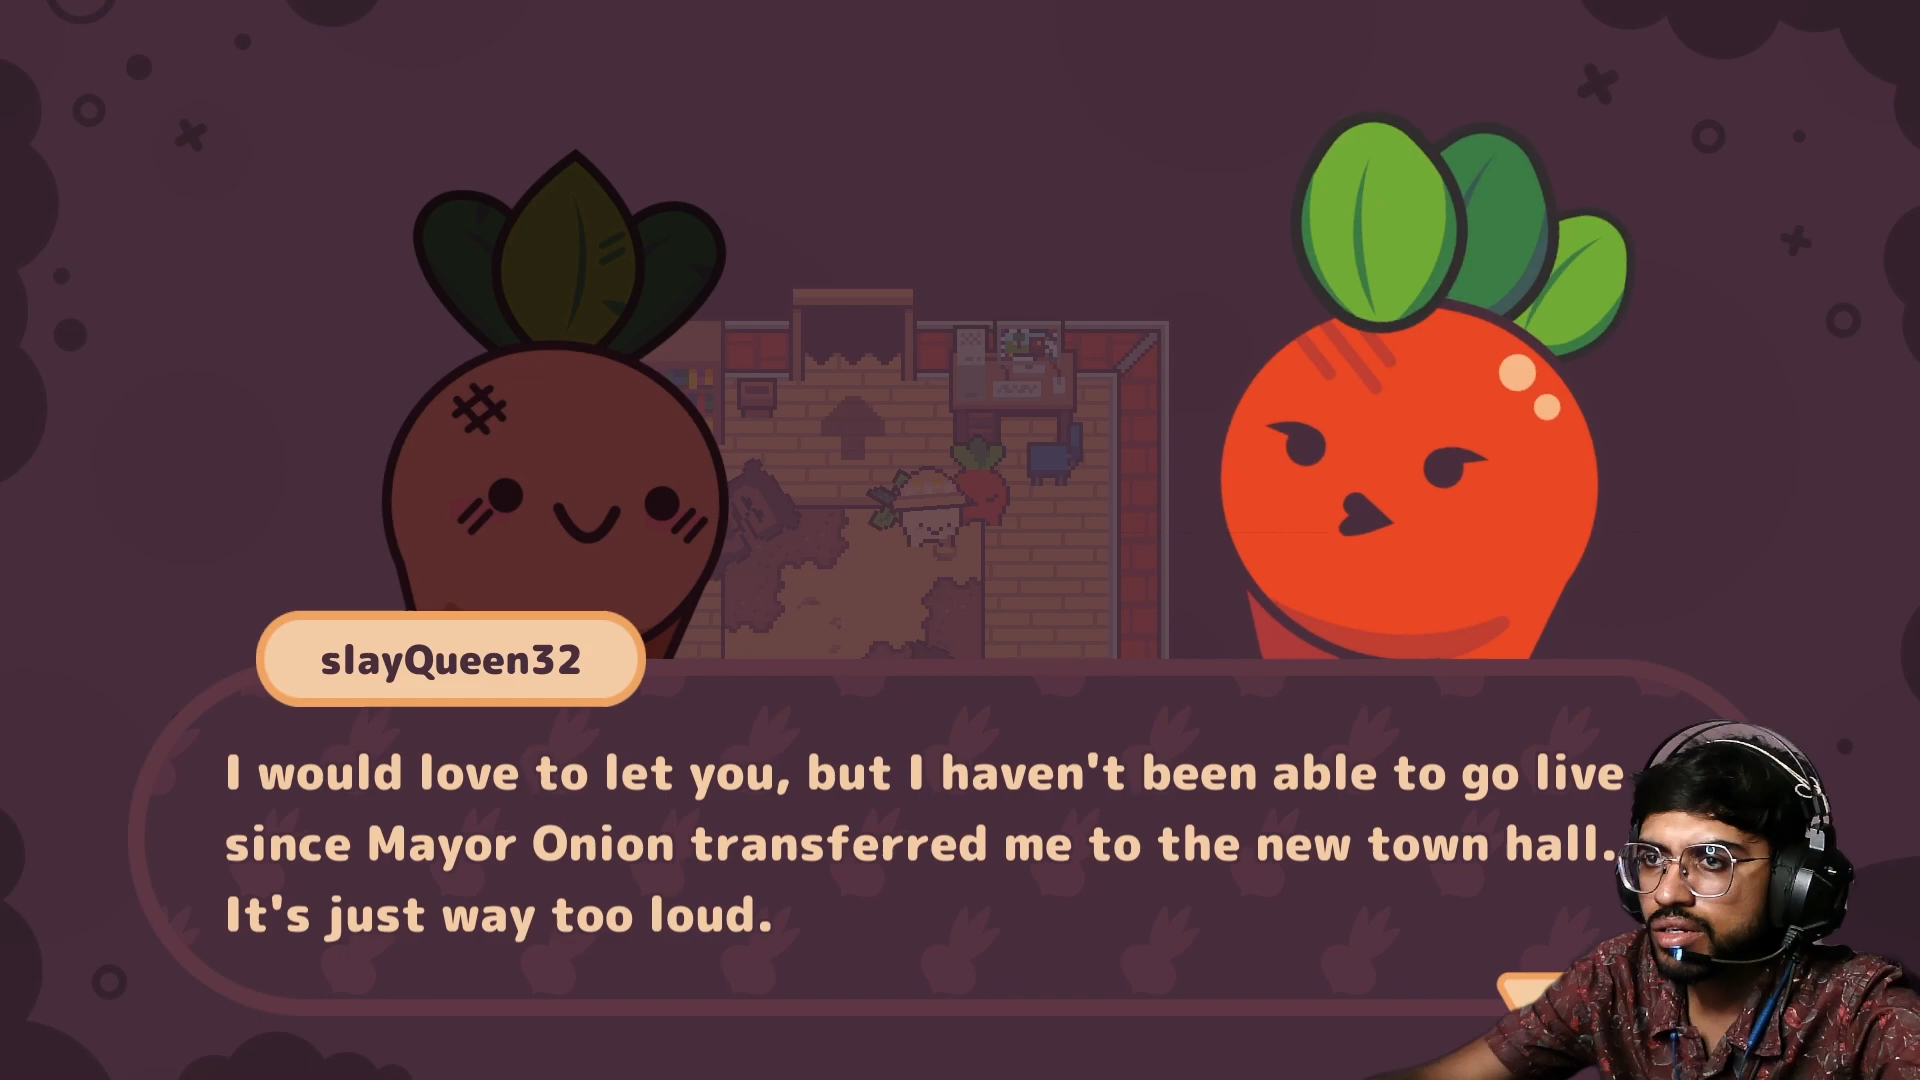 slayQueen32
I would love to let you, but I haven't been able to go live
since Mayor Onion transferred me to the new town hall.
It's just way too loud.